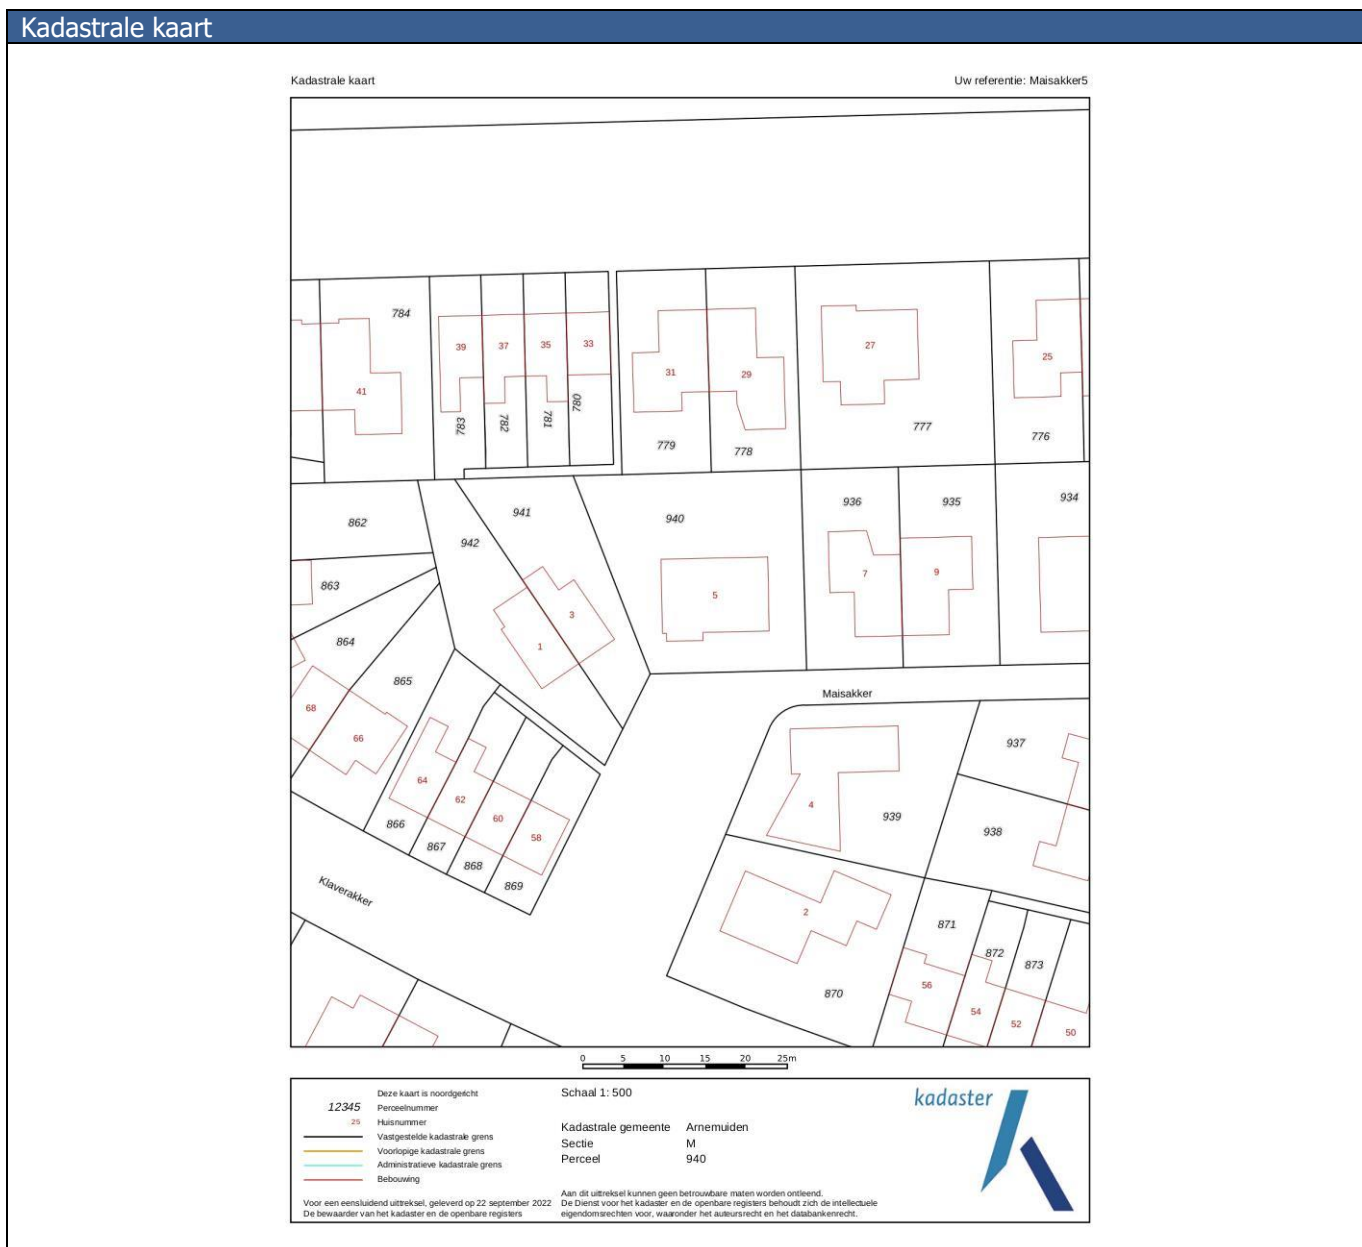 Kadastrale kaart
Kadastrale kaart
Uw referentie: Maisakker5
784
39
37
35
33
31
29
27
25
41
783
782
781
780
779
778
777
776
862
942
941
940
936
935
934
863
864
865
1
3
5
7
9
68
66
64
62
60
58
866
867
868
869
Maisakker
937
938
939
4
2
870
871
872
873
56
54
52
50
Klaverakker
0 5 10 15 20 25m
Deze kaart is noordgericht
12345 Perceelnummer
25 Huisnummer
Vastgestelde kadastrale grens
Voorlopige kadastrale grens
Administratieve kadastrale grens
Bebouwing
Voor een eensluidend uittreksel, geleverd op 22 september 2022
De bewaarder van het kadaster en de openbare registers
Schaal 1: 500
Kadastrale gemeente Arnemuiden
Sectie M
Perceel 940
Aan dit uittreksel kunnen geen betrouwbare maten worden ontleend.
De Dienst voor het kadaster en de openbare registers behoudt zich de intellectuele
eigendomsrechten voor, waaronder het auteursrecht en het databankenrecht.
kadaster